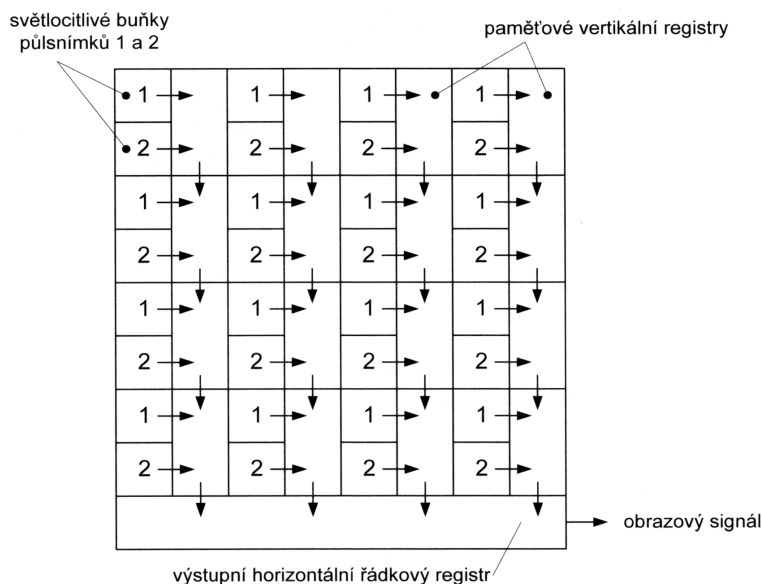 světlocitlivé buňky
půlsnímků 1 a 2
paměťové vertikální registry
1 1 1 1
2 2 2 2
1 1 1 1
2 2 2 2
1 1 1 1
2 2 2 2
1 1 1 1
2 2 2 2
obrazový signál
výstupní horizontální řádkový registr